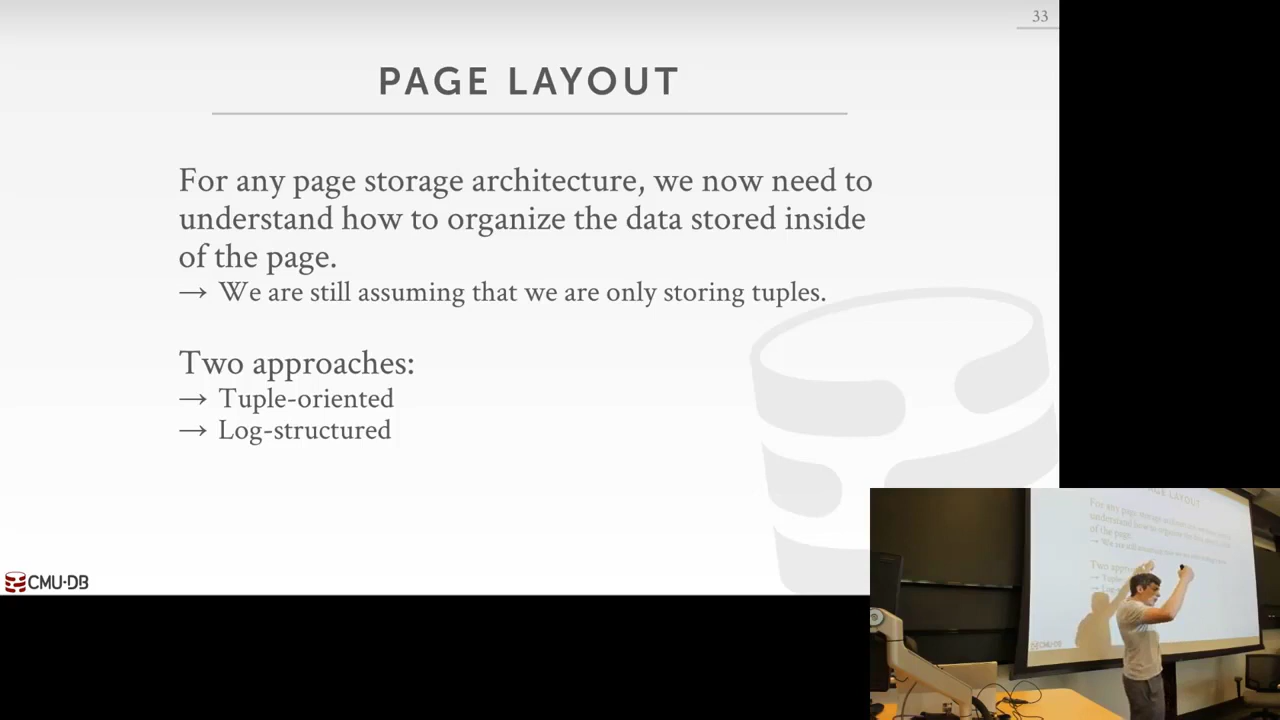 33
PAGE LAYOUT
For any page storage architecture, we now need to
understand how to organize the data stored inside
of the page.
→ We are still assuming that we are only storing tuples.
Two approaches:
→ Tuple-oriented
→ Log-structured
CMU·DB